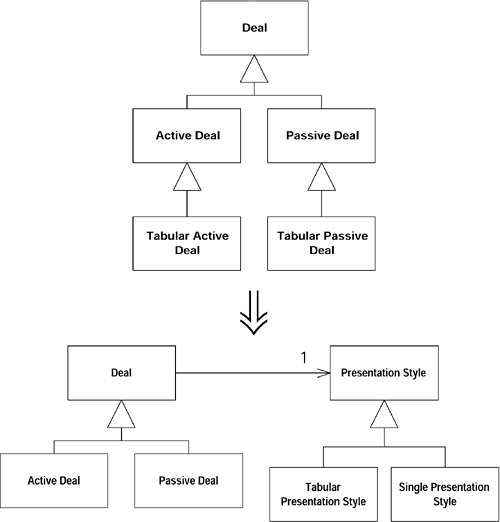 Deal
Active Deal
Passive Deal
Tabular Active
Deal
Tabular Passive
Deal
1
Deal
Presentation Style
Active Deal
Passive Deal
Tabular
Presentation Style
Single Presentation
Style